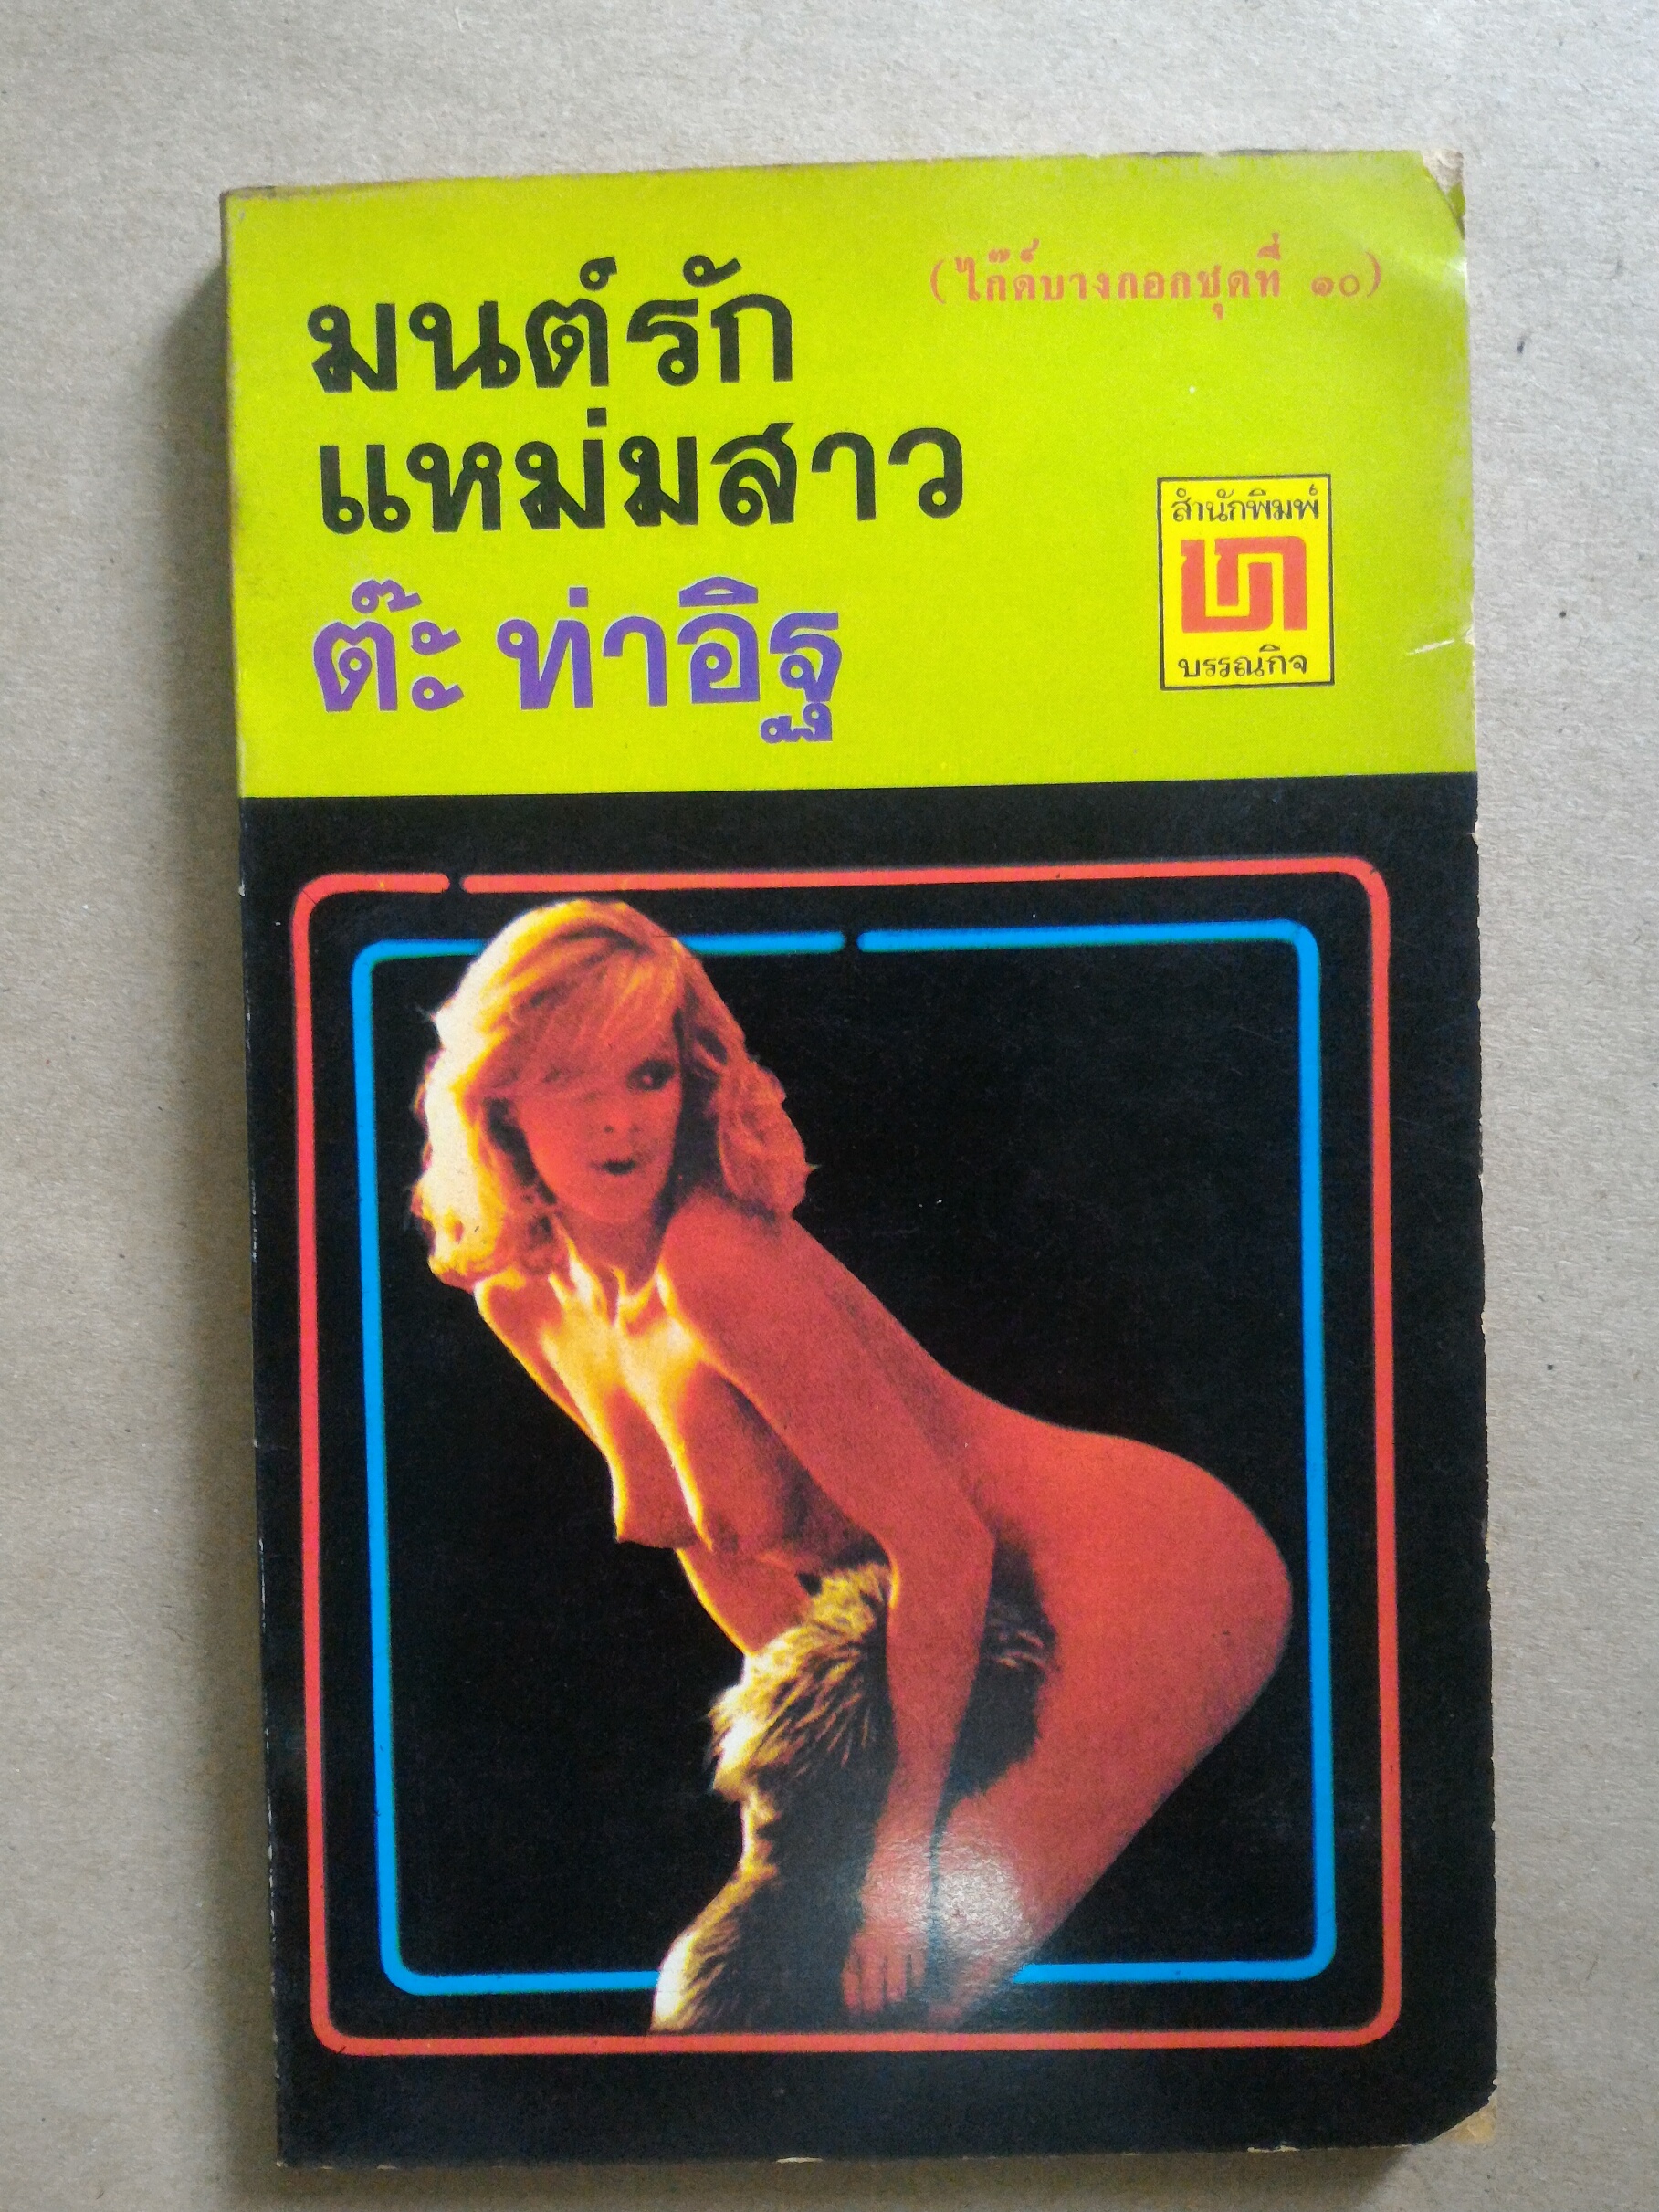 (ไก๊ด์บางกอกชุดที่ ๑๐)
มนต์รัก
แหม่มสาว
ต๊ะ ท่าอิฐ
สำนักพิมพ์
บรรณกิจ